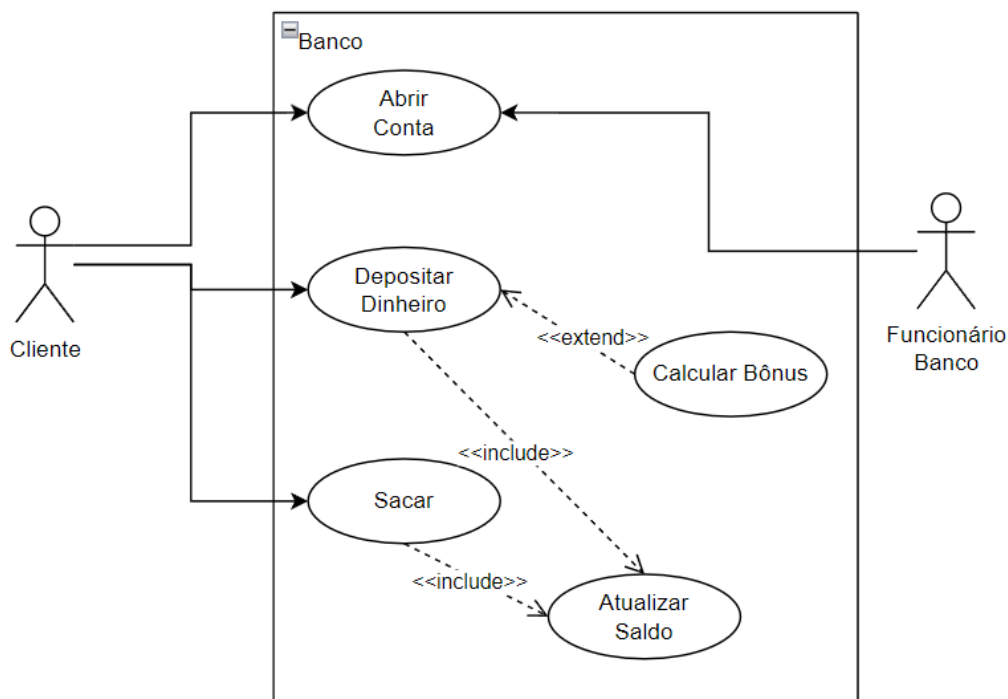 Banco
Abrir
Conta
Depositar
Dinheiro
<<extend>>
Cliente
Funcionário
Banco
Calcular Bônus
<<include>>
Sacar
<<include>>
Atualizar
Saldo